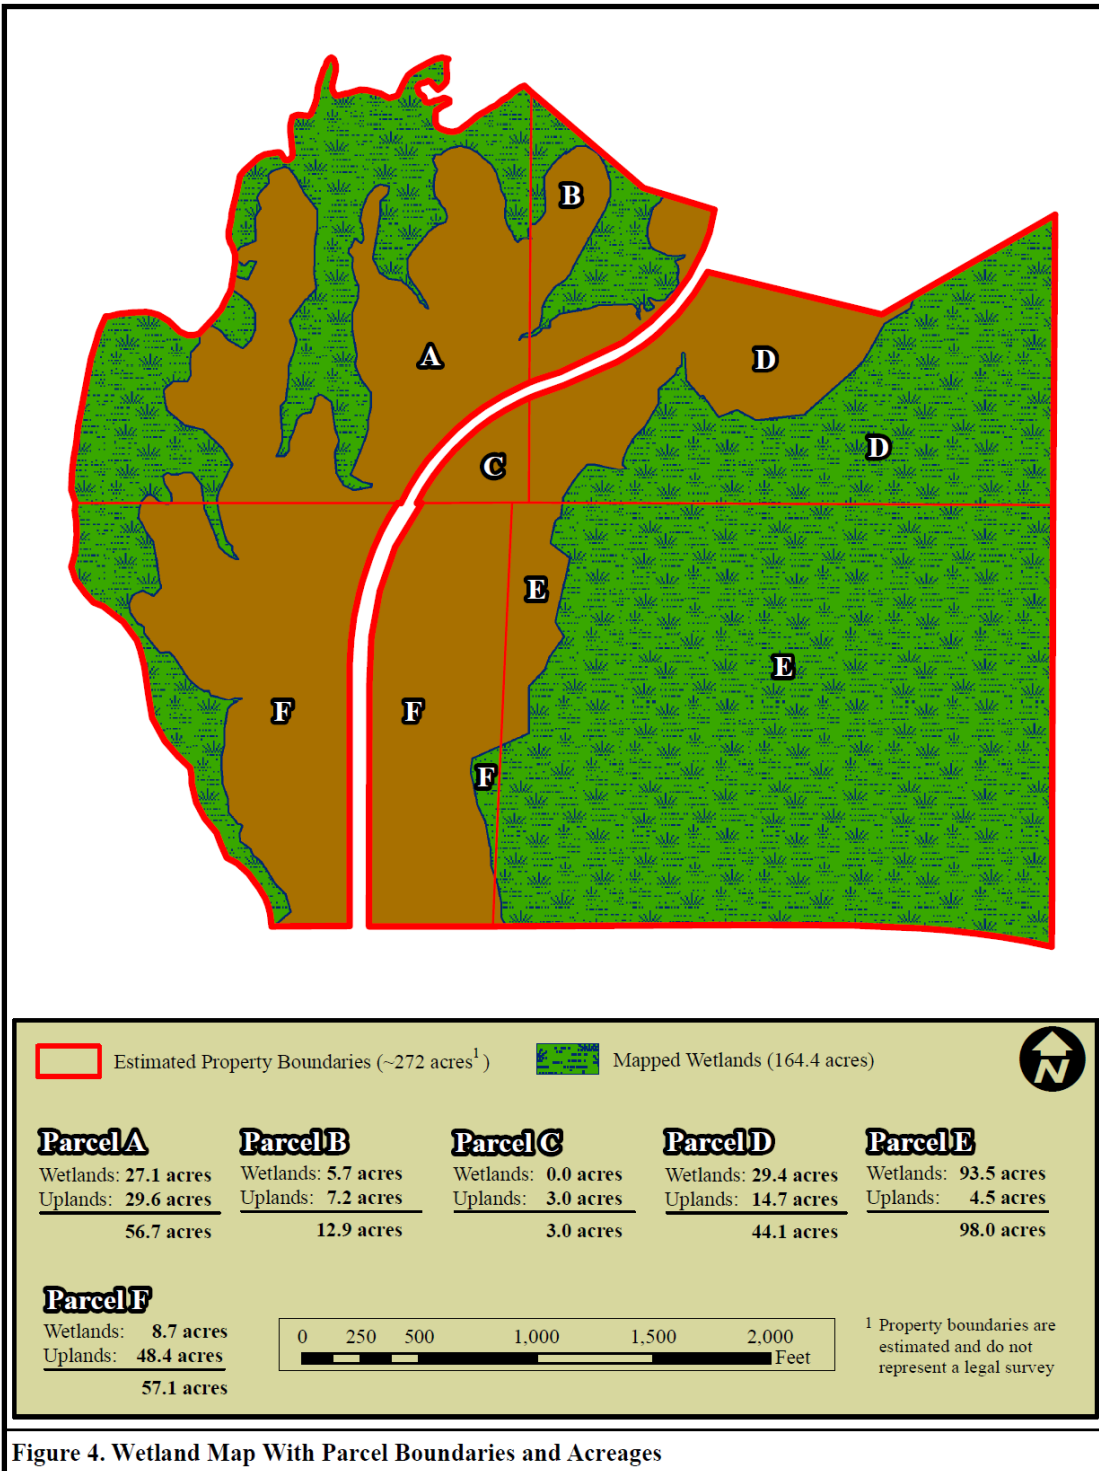 B
A
D
D
C
E
E
F
F
F
Estimated Property Boundaries (~272 acres¹)
Mapped Wetlands (164.4 acres)
N
Parcel A
Wetlands: 27.1 acres
Uplands: 29.6 acres
56.7 acres
Parcel B
Wetlands: 5.7 acres
Uplands: 7.2 acres
12.9 acres
Parcel C
Wetlands: 0.0 acres
Uplands: 3.0 acres
3.0 acres
Parcel D
Wetlands: 29.4 acres
Uplands: 14.7 acres
44.1 acres
Parcel E
Wetlands: 93.5 acres
Uplands: 4.5 acres
98.0 acres
Parcel F
Wetlands: 8.7 acres
Uplands: 48.4 acres
57.1 acres
0 250 500 1,000 1,500 2,000
Feet
¹ Property boundaries are
estimated and do not
represent a legal survey
Figure 4. Wetland Map With Parcel Boundaries and Acreages